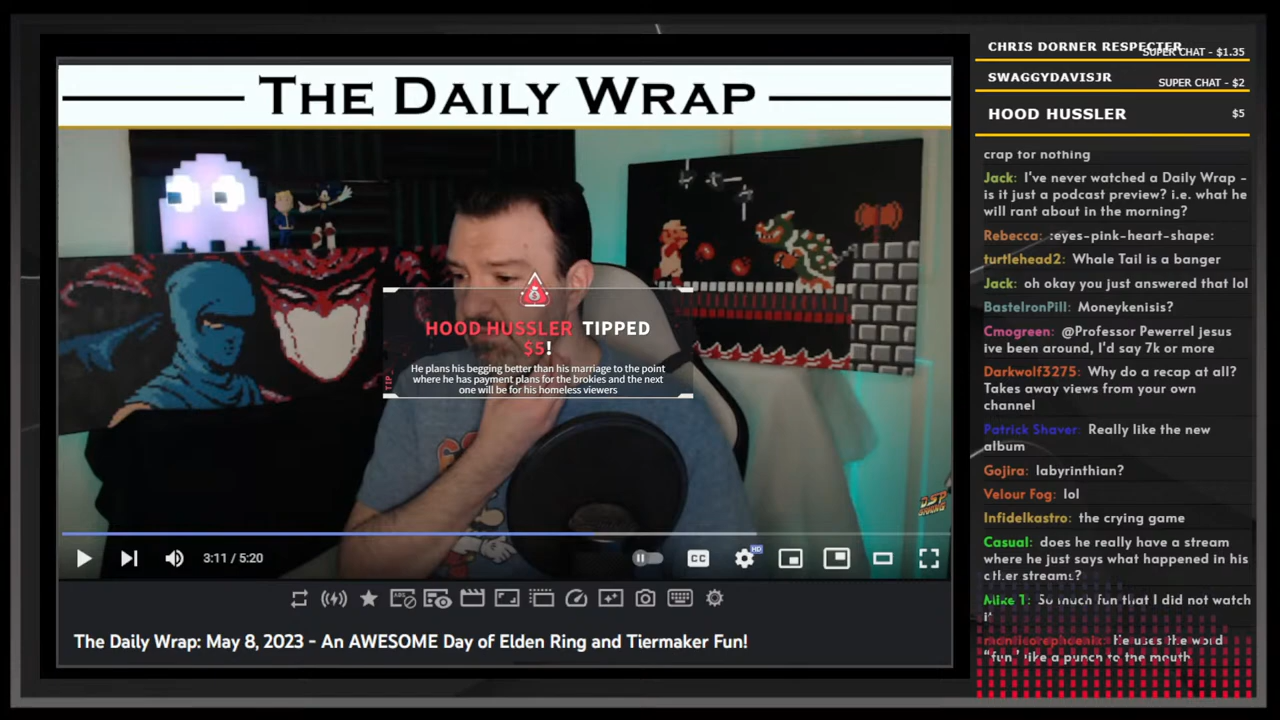 THE DAILY WRAP
HOOD HUSSLER TIPPED
$5!
He plans his begging better than his marriage to the point
where he has payment plans for the brokies and the next
one will be for his homeless viewers
TIP
DSP
GAMING
3:11 / 5:20
CC
HD
The Daily Wrap: May 8, 2023 - An AWESOME Day of Elden Ring and Tiermaker Fun!
CHRIS DORNER RESPECTER
SUPER CHAT - $1.35
SWAGGYDAVISJR
SUPER CHAT - $2
HOOD HUSSLER $5
crap for nothing
Jack: I've never watched a Daily Wrap -
is it just a podcast preview? i.e. what he
will rant about in the morning?
Rebecca: :eyes-pink-heart-shape:
turtlehead2: Whale Tail is a banger
Jack: oh okay you just answered that lol
BasteIronPill: Moneykenisis?
Cmogreen: @Professor Pewerrel jesus
ive been around, I'd say 7k or more
Darkwolf3275: Why do a recap at all?
Takes away views from your own
channel
Patrick Shaver: Really like the new
album
Gojira: labyrinthian?
Velour Fog: lol
Infidelkastro: the crying game
Casual: does he really have a stream
where he just says what happened in his
other streams?
Mike T: So much fun that I did not watch
it
He uses the word
"fun" like a punch to the mouth